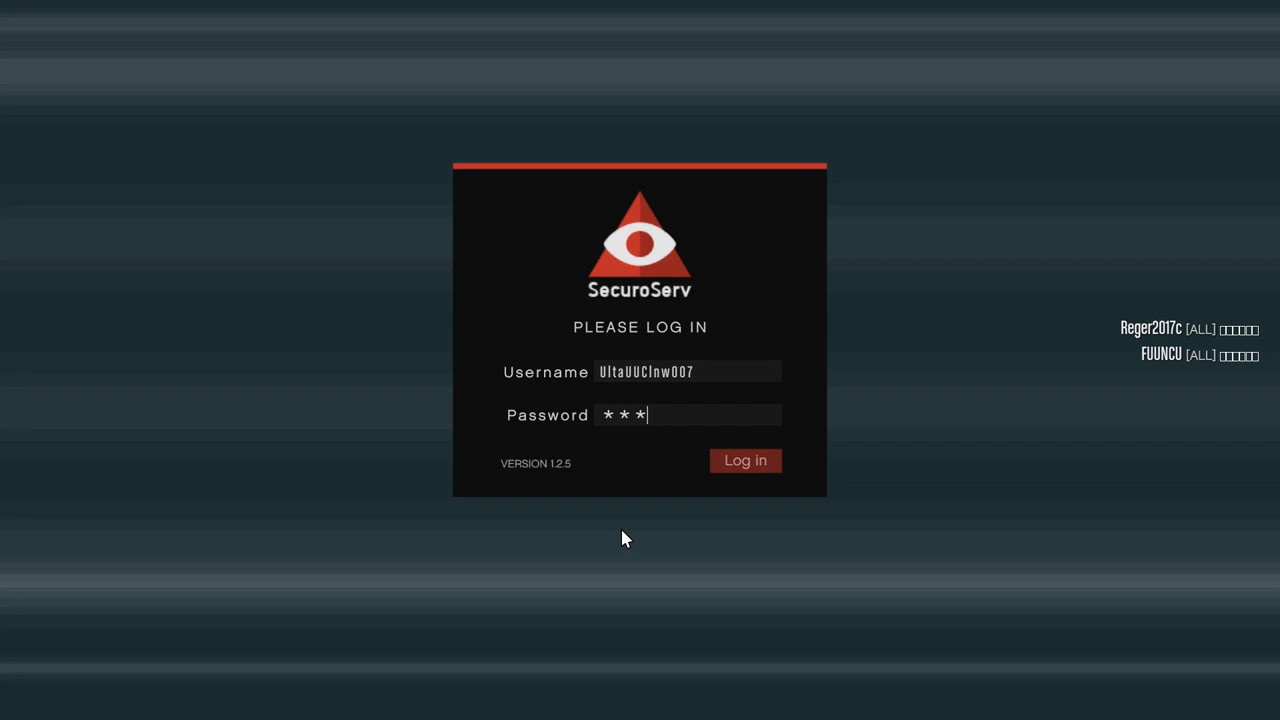 SecuroServ
PLEASE LOG IN
Username UltaUUClnw007
Password ***
VERSION 1.2.5 Log in
Reger2017c [ALL] □□□□□□
FUUNCU [ALL] □□□□□□